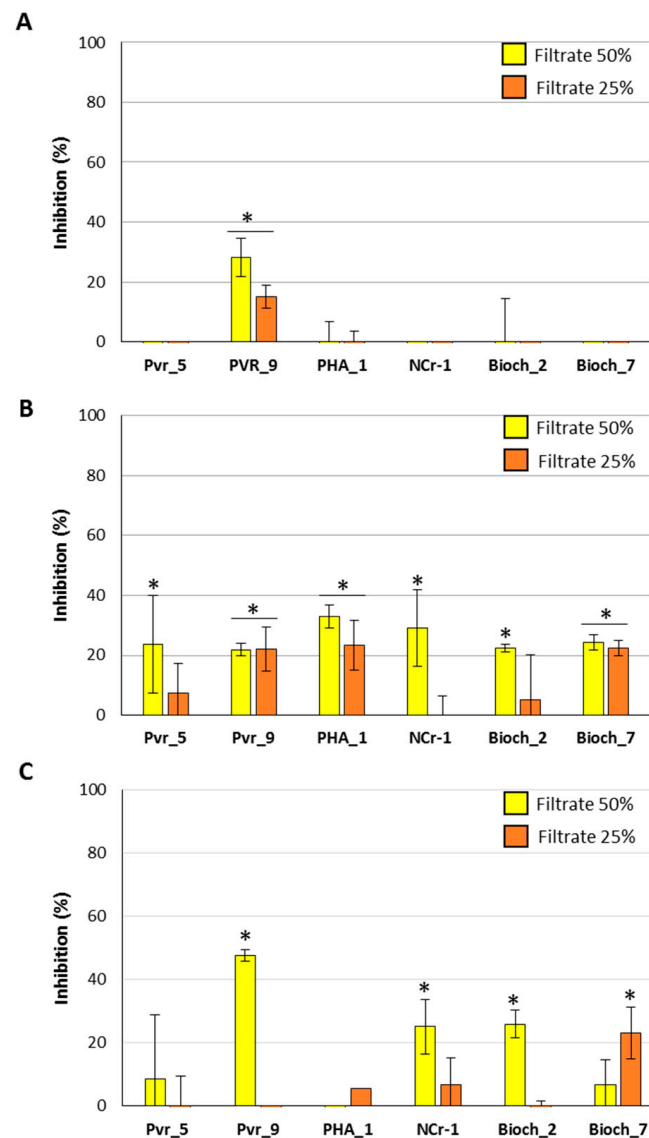 A
100
80
60
40
20
0
Inhibition (%)
Filtrate 50%
Filtrate 25%
*
Pvr_5 PVR_9 PHA_1 NCr-1 Bioch_2 Bioch_7
B
100
80
60
40
20
0
Inhibition (%)
Filtrate 50%
Filtrate 25%
* * * * * *
Pvr_5 Pvr_9 PHA_1 NCr-1 Bioch_2 Bioch_7
C
100
80
60
40
20
0
Inhibition (%)
Filtrate 50%
Filtrate 25%
* * * *
Pvr_5 Pvr_9 PHA_1 NCr-1 Bioch_2 Bioch_7